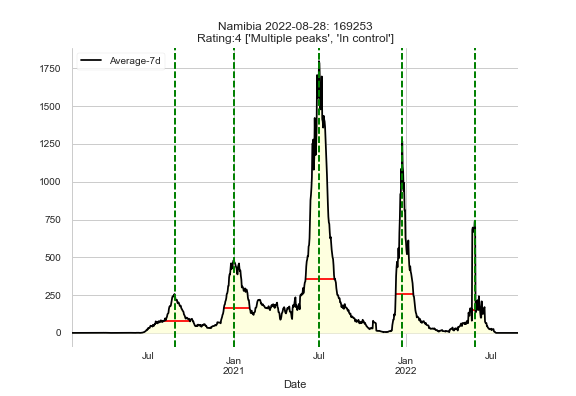 Namibia 2022-08-28: 169253
Rating:4 ['Multiple peaks', 'In control']
Average-7d
1750
1500
1250
1000
750
500
250
0
Jul
Jan
2021
Jul
Jan
2022
Jul
Date